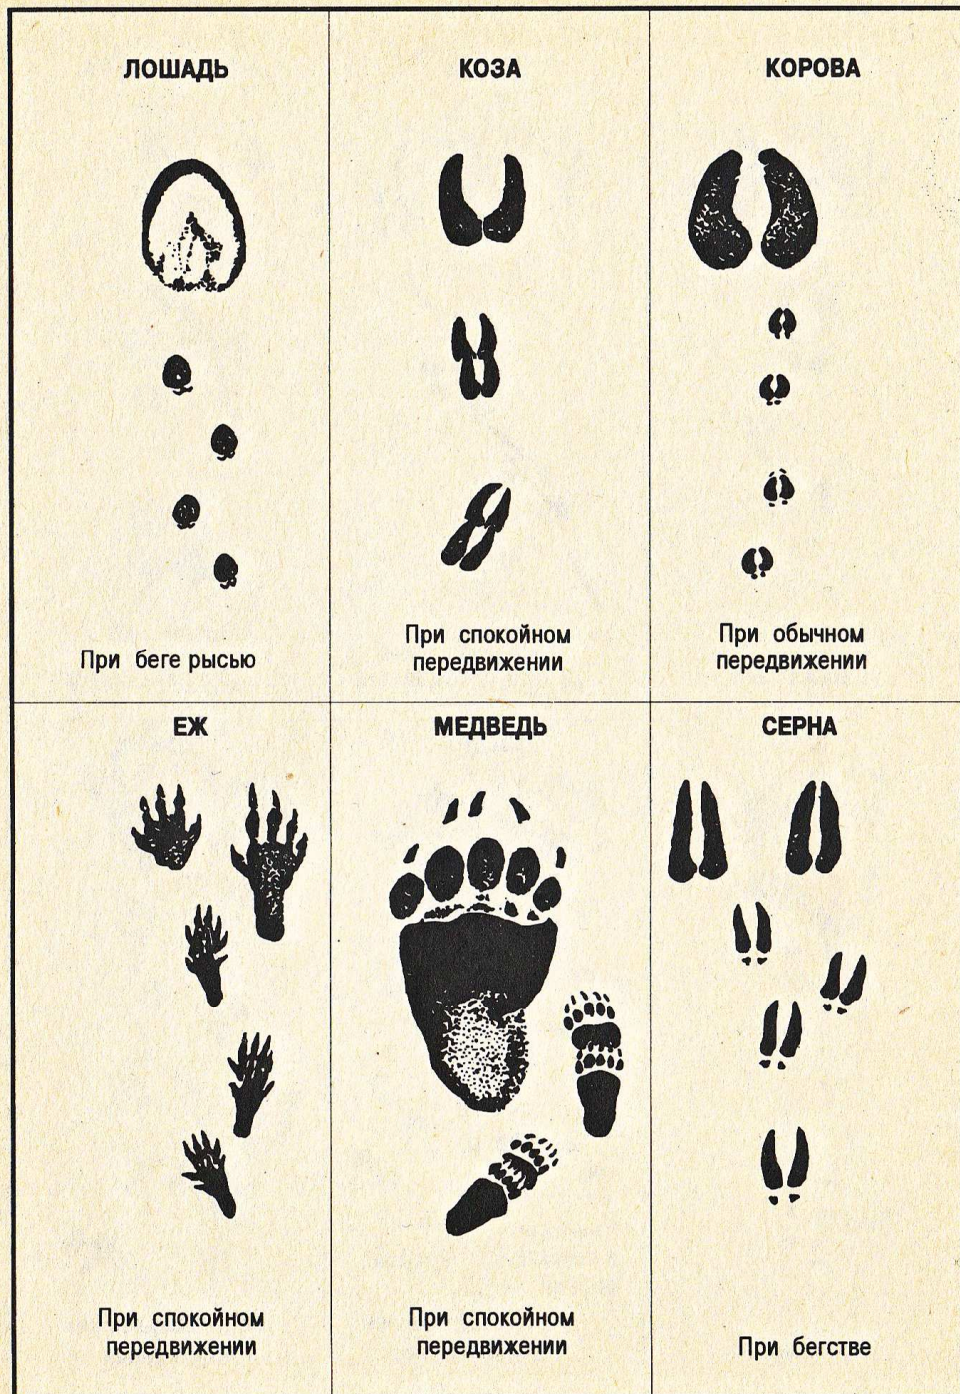 ЛОШАДЬ
КОЗА
КОРОВА
При беге рысью
При спокойном
передвижении
При обычном
передвижении
ЕЖ
МЕДВЕДЬ
СЕРНА
При спокойном
передвижении
При спокойном
передвижении
При бегстве